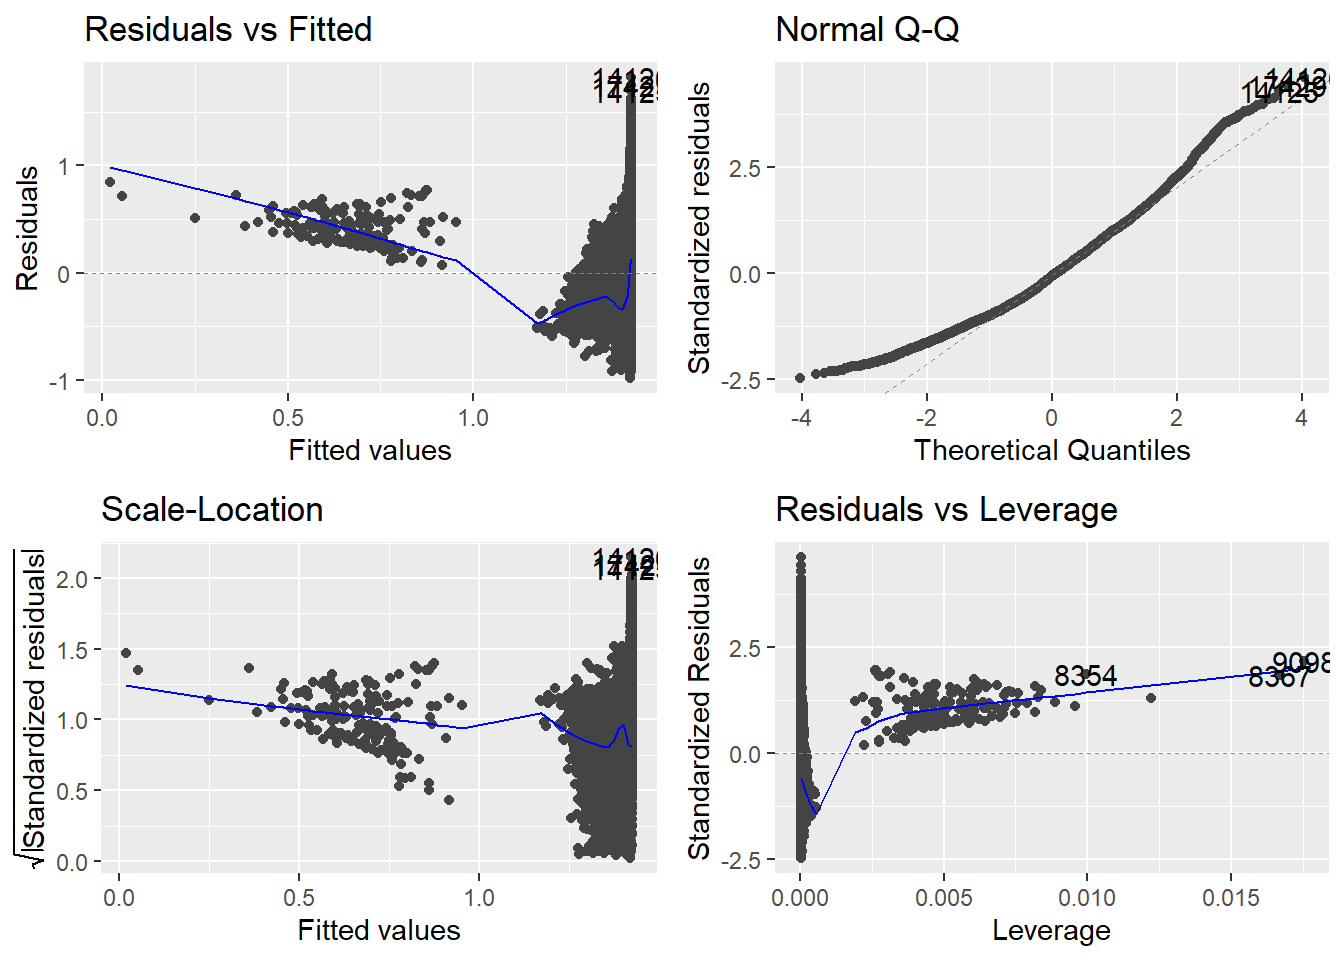 Residuals vs Fitted
1
0
-1
Residuals
0.0 0.5 1.0
Fitted values
Normal Q-Q
2.5
0.0
-2.5
Standardized residuals
-4 -2 0 2 4
Theoretical Quantiles
Scale-Location
2.0
1.5
1.0
0.5
0.0
√|Standardized residuals|
0.0 0.5 1.0
Fitted values
Residuals vs Leverage
8354
8367
9098
2.5
0.0
-2.5
Standardized Residuals
0.000 0.005 0.010 0.015
Leverage